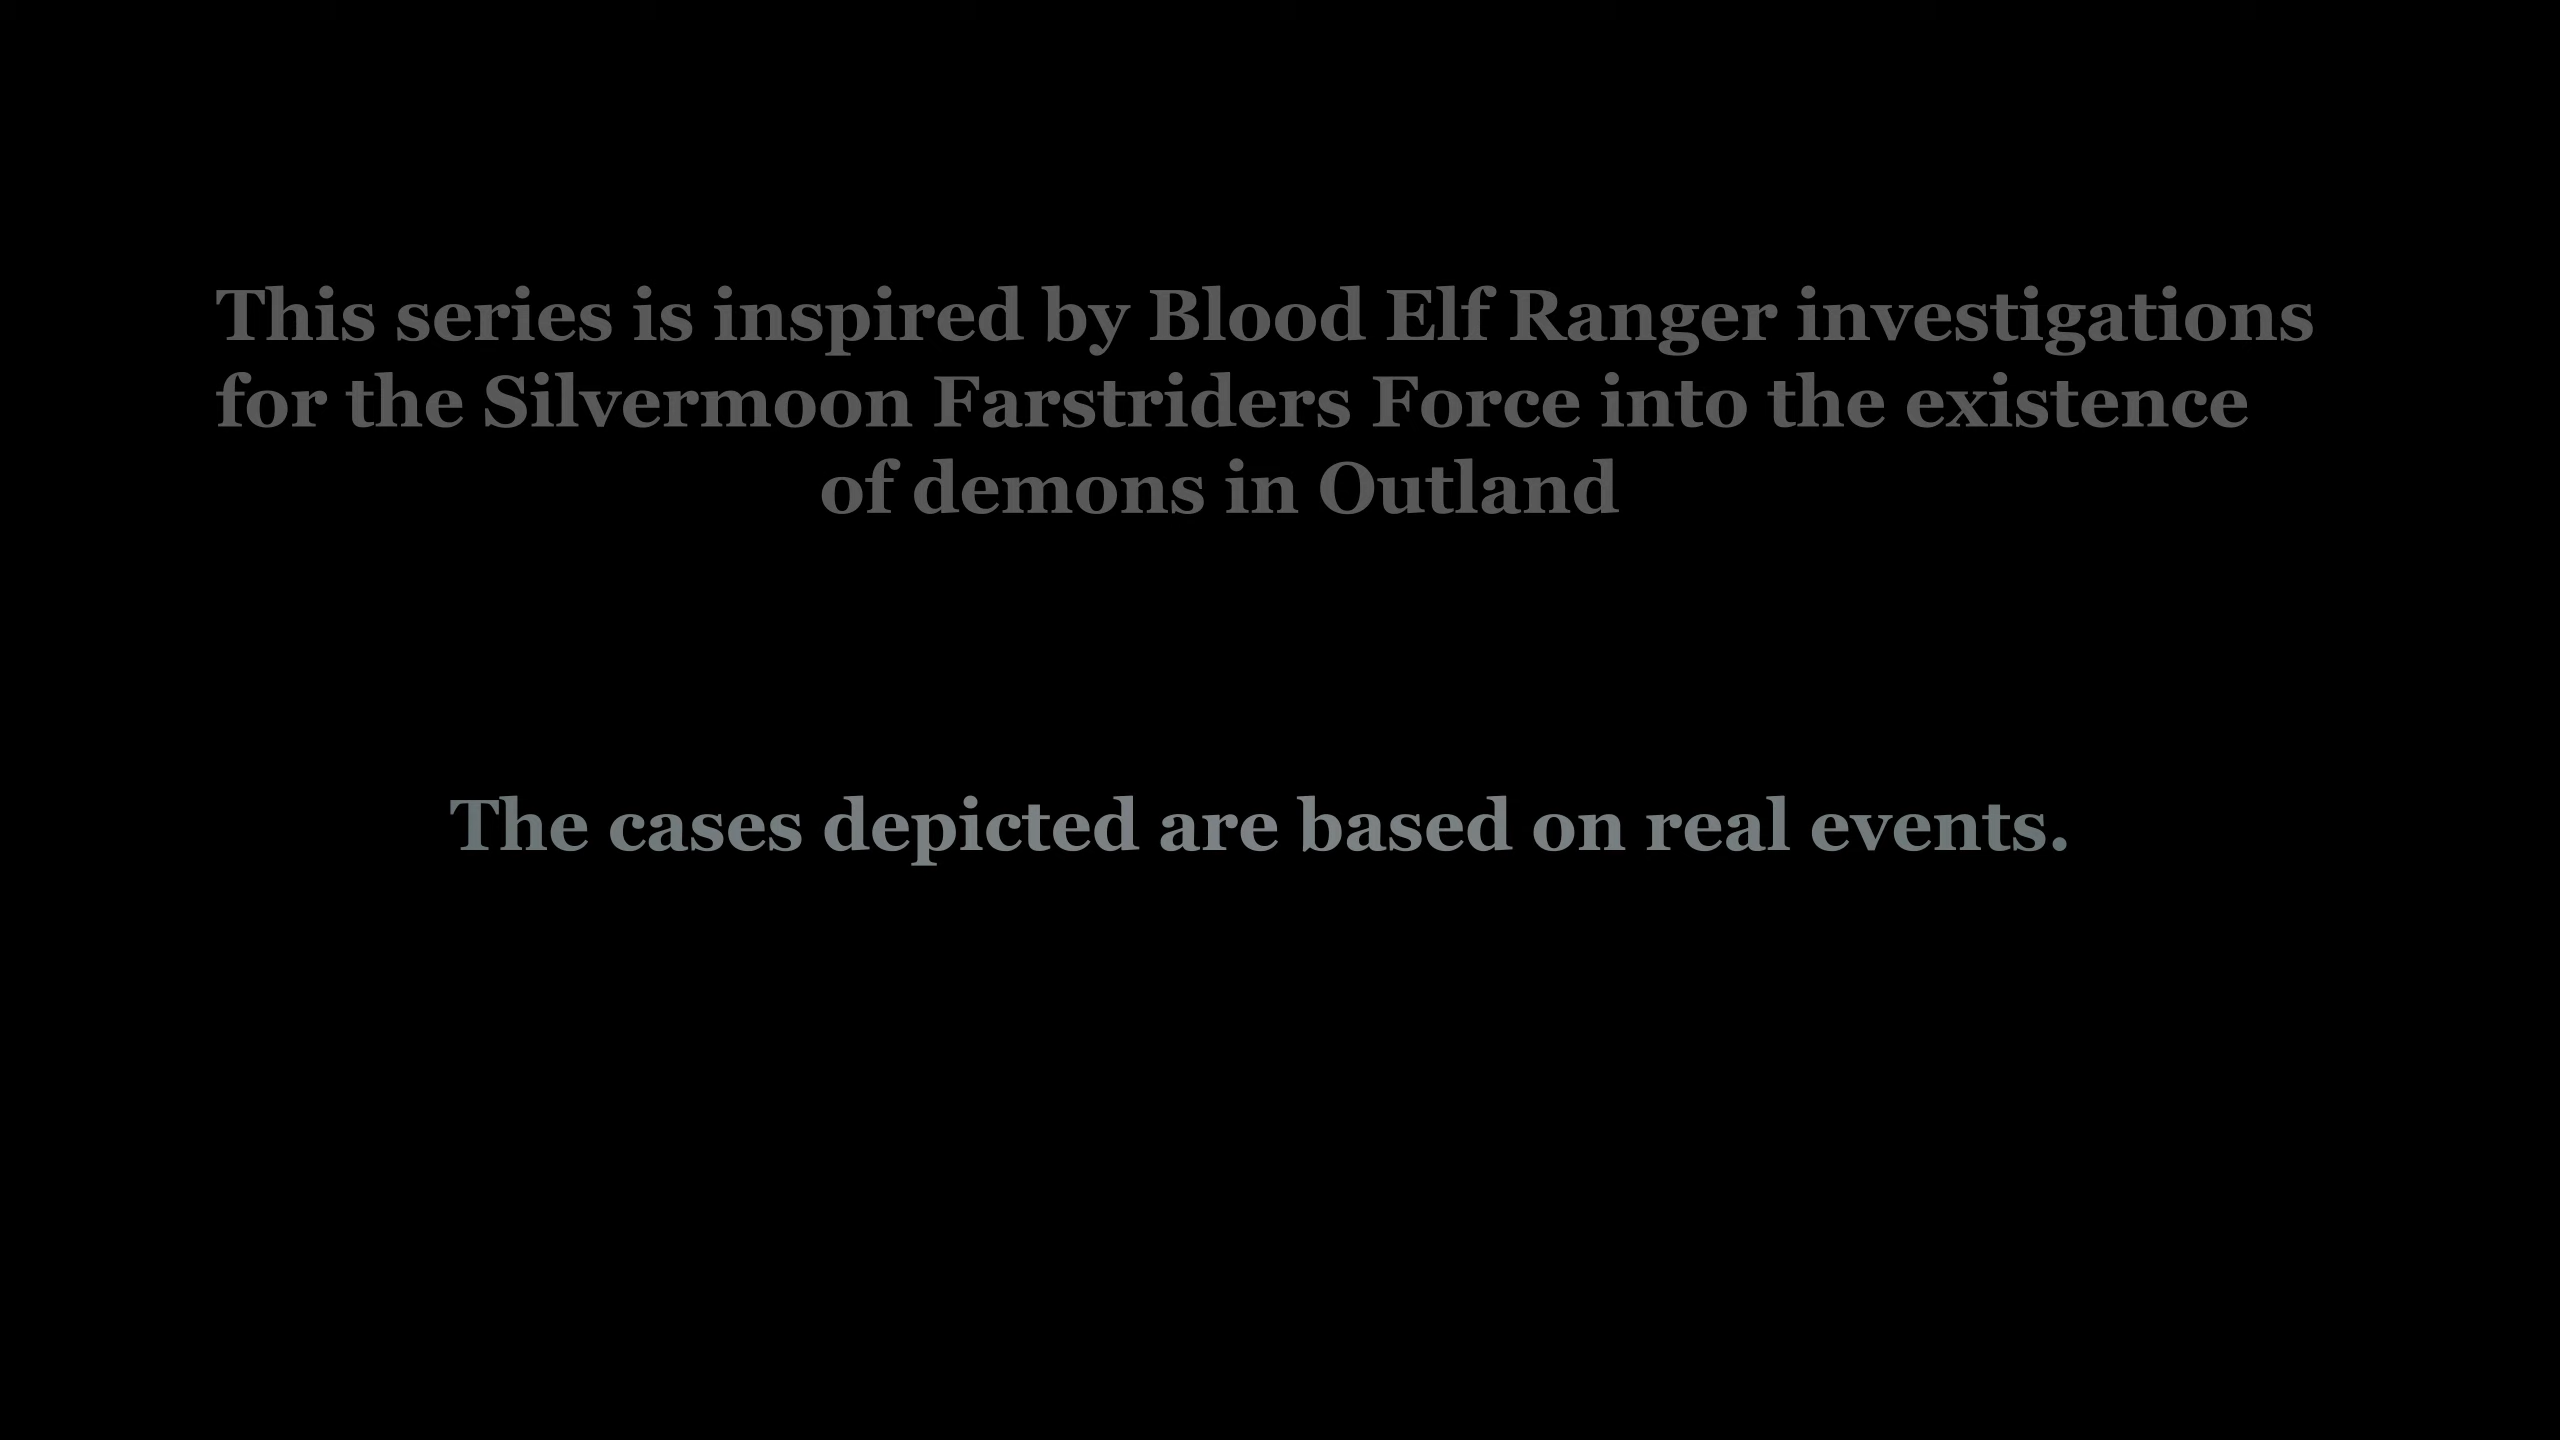 This series is inspired by Blood Elf Ranger investigations
for the Silvermoon Farstriders Force into the existence
of demons in Outland
The cases depicted are based on real events.